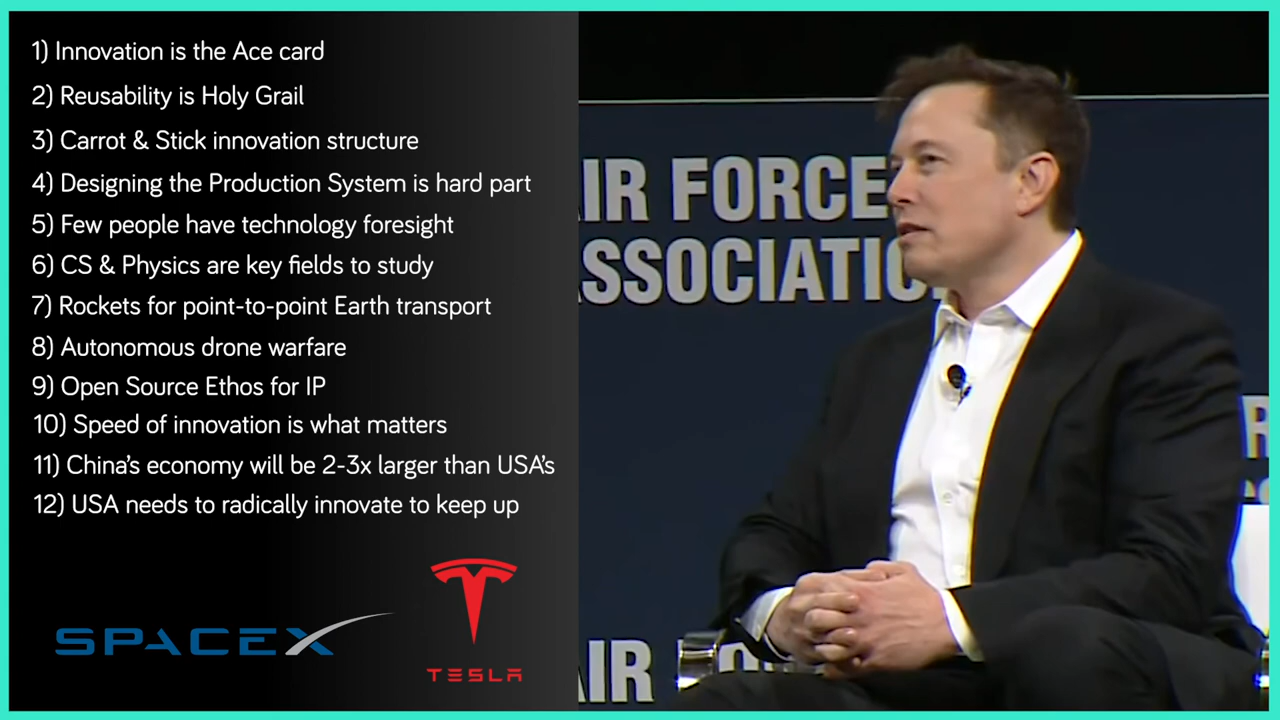 1) Innovation is the Ace card
2) Reusability is Holy Grail
3) Carrot & Stick innovation structure
4) Designing the Production System is hard part
5) Few people have technology foresight
6) CS & Physics are key fields to study
7) Rockets for point-to-point Earth transport
8) Autonomous drone warfare
9) Open Source Ethos for IP
10) Speed of innovation is what matters
11) China's economy will be 2-3x larger than USA's
12) USA needs to radically innovate to keep up
SPACEX
TESLA
IR FORCE
SSOCIATIO
AIR